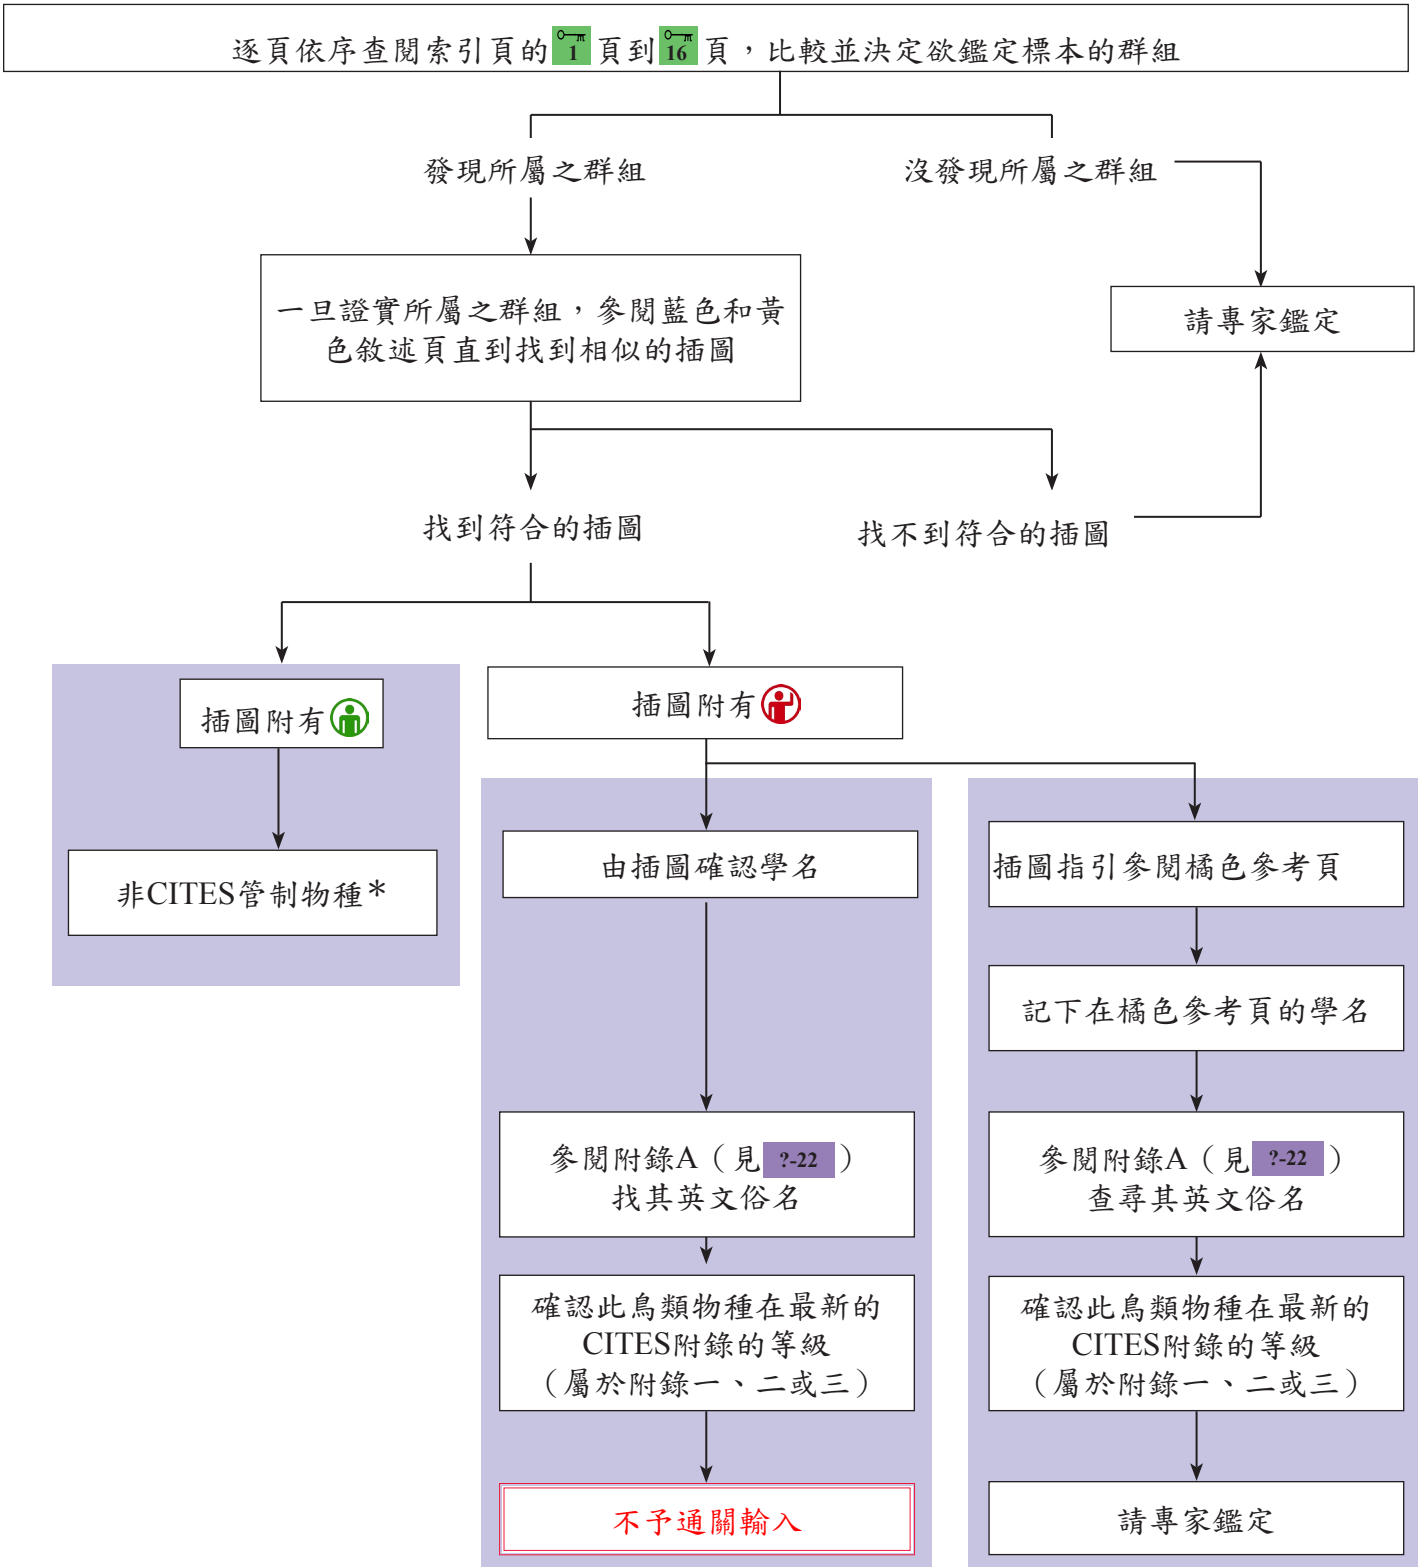 逐頁依序查閱索引頁的 1 頁到 16 頁，比較並決定欲鑑定標本的群組
發現所屬之群組
沒發現所屬之群組
一旦證實所屬之群組，參閱藍色和黃
色敘述頁直到找到相似的插圖
請專家鑑定
找到符合的插圖
找不到符合的插圖
插圖附有
插圖附有
非CITES管制物種＊
由插圖確認學名
插圖指引參閱橘色參考頁
記下在橘色參考頁的學名
參閱附錄A（見 ?-22 ）
找其英文俗名
參閱附錄A（見 ?-22 ）
查尋其英文俗名
確認此鳥類物種在最新的
CITES附錄的等級
（屬於附錄一、二或三）
確認此鳥類物種在最新的
CITES附錄的等級
（屬於附錄一、二或三）
不予通關輸入
請專家鑑定